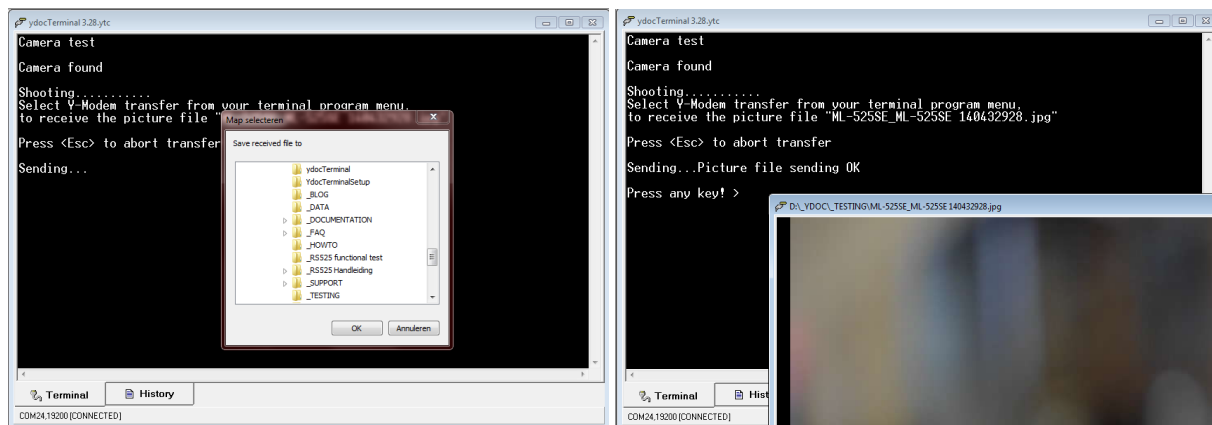 ydocTerminal 3.28.ytc
Camera test
Camera found
Shooting...........
Select Y-Modem transfer from your terminal program menu,
to receive the picture file "
Press <Esc> to abort transfer
Sending...
Map selecteren
Save received file to
ydocTerminal
YdocTerminalSetup
_BLOG
_DATA
_DOCUMENTATION
_FAQ
_HOWTO
_RS525 functional test
_RS525 Handleiding
_SUPPORT
_TESTING
OK
Annuleren
Terminal
History
COM24,19200 [CONNECTED]
ydocTerminal 3.28.ytc
Camera test
Camera found
Shooting...........
Select Y-Modem transfer from your terminal program menu,
to receive the picture file "ML-525SE_ML-525SE 140432928.jpg"
Press <Esc> to abort transfer
Sending...Picture file sending OK
Press any key! >
D:\_YDOC\_TESTING\ML-525SE_ML-525SE 140432928.jpg
Terminal
Hist
COM24,19200 [CONNECTED]